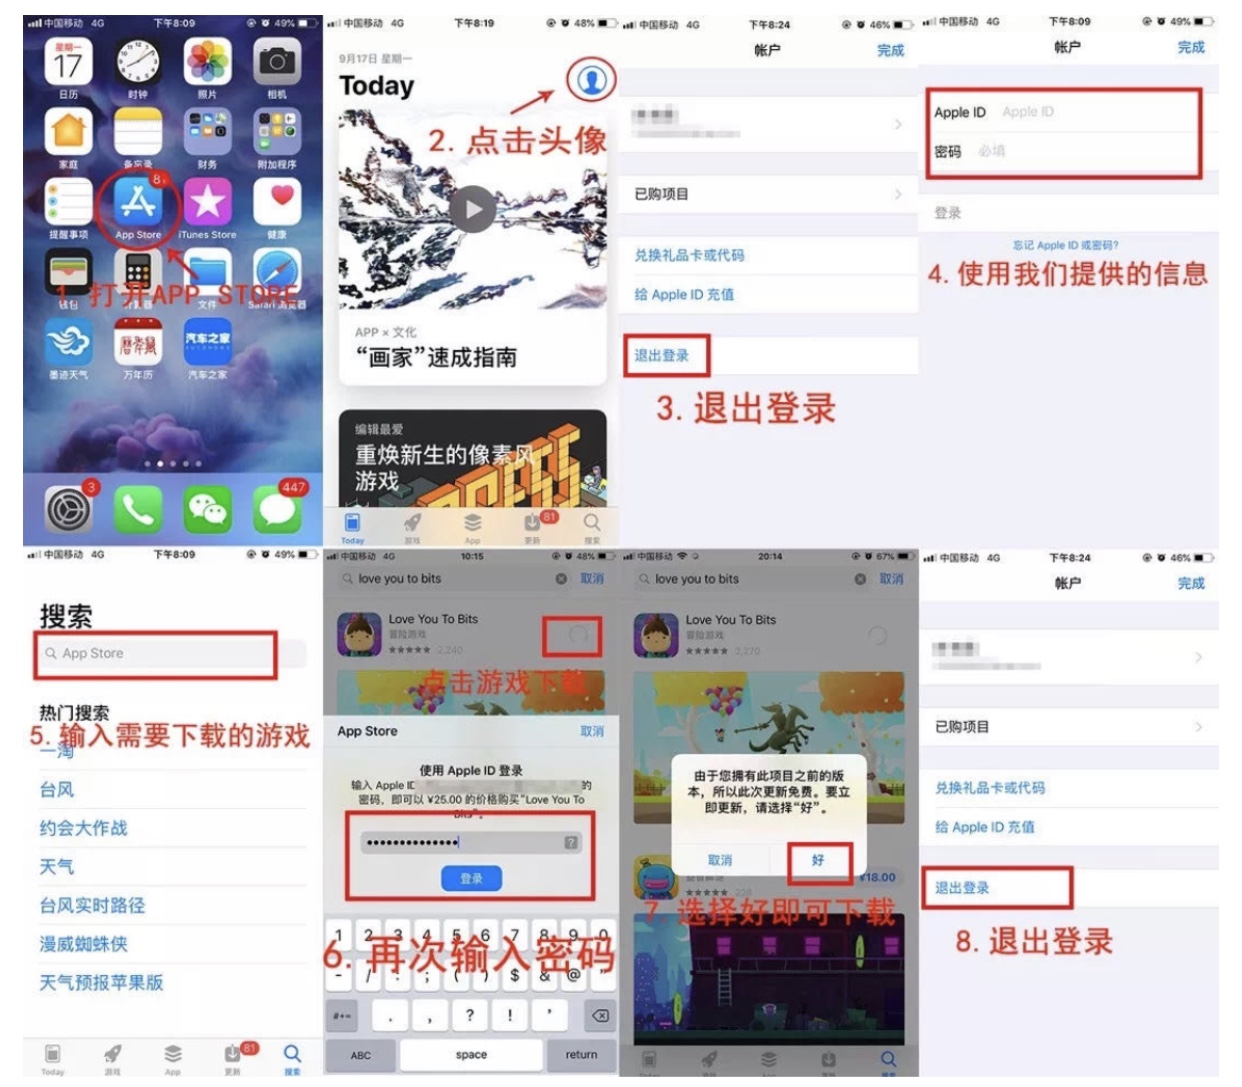 中国移动 4G
下午8:09
49%
星期一
17
日历
时钟
照片
相机
家庭
备忘录
财务
附加程序
8
提醒事项
App Store
iTunes Store
健康
1. 打开APP STORE
钱包
文件
Safari 浏览器
墨迹天气
万年历
汽车之家
汽车之家
3
447
中国移动 4G
下午8:19
48%
9月17日 星期一
Today
2. 点击头像
APP × 文化
“画家”速成指南
编辑最爱
重焕新生的像素风
游戏
81
Today
游戏
App
更新
搜索
中国移动 4G
下午8:24
46%
帐户
完成
已购项目
兑换礼品卡或代码
给 Apple ID 充值
退出登录
3. 退出登录
中国移动 4G
下午8:09
49%
帐户
完成
Apple ID Apple ID
密码 必填
登录
忘记 Apple ID 或密码?
4. 使用我们提供的信息
中国移动 4G
下午8:09
49%
搜索
App Store
热门搜索
5. 输入需要下载的游戏
一淘
台风
约会大作战
天气
台风实时路径
漫威蜘蛛侠
天气预报苹果版
81
Today
游戏
App
更新
搜索
中国移动 4G
10:15
48%
love you to bits
取消
Love You To Bits
冒险游戏
2,240
点击游戏下载
App Store
取消
使用 Apple ID 登录
输入 Apple ID
的
密码，即可以 ¥25.00 的价格购买“Love You To
Bits”。
••••••••••••••
?
登录
1 2 3 4 5 6 7 8 9 0
6. 再次输入密码
- / : ; ( ) $ & @ "
#+= . , ? ! '
ABC
space
return
中国移动
20:14
67%
love you to bits
取消
Love You To Bits
冒险游戏
2,270
由于您拥有此项目之前的版
本，所以此次更新免费。要立
即更新，请选择“好”。
取消
好
¥18.00
7. 选择好即可下载
中国移动 4G
下午8:24
46%
帐户
完成
已购项目
兑换礼品卡或代码
给 Apple ID 充值
退出登录
8. 退出登录